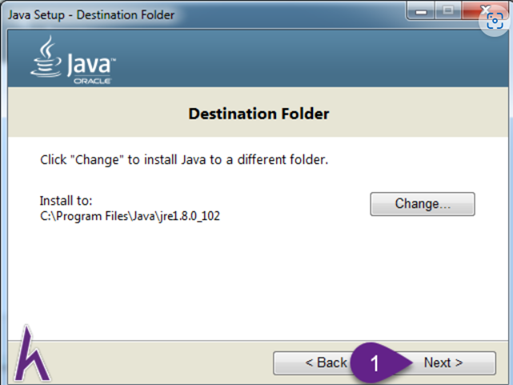 Java Setup - Destination Folder
Java™
ORACLE
Destination Folder
Click "Change" to install Java to a different folder.
Install to:
C:\Program Files\Java\jre1.8.0_102
Change...
< Back
1
Next >